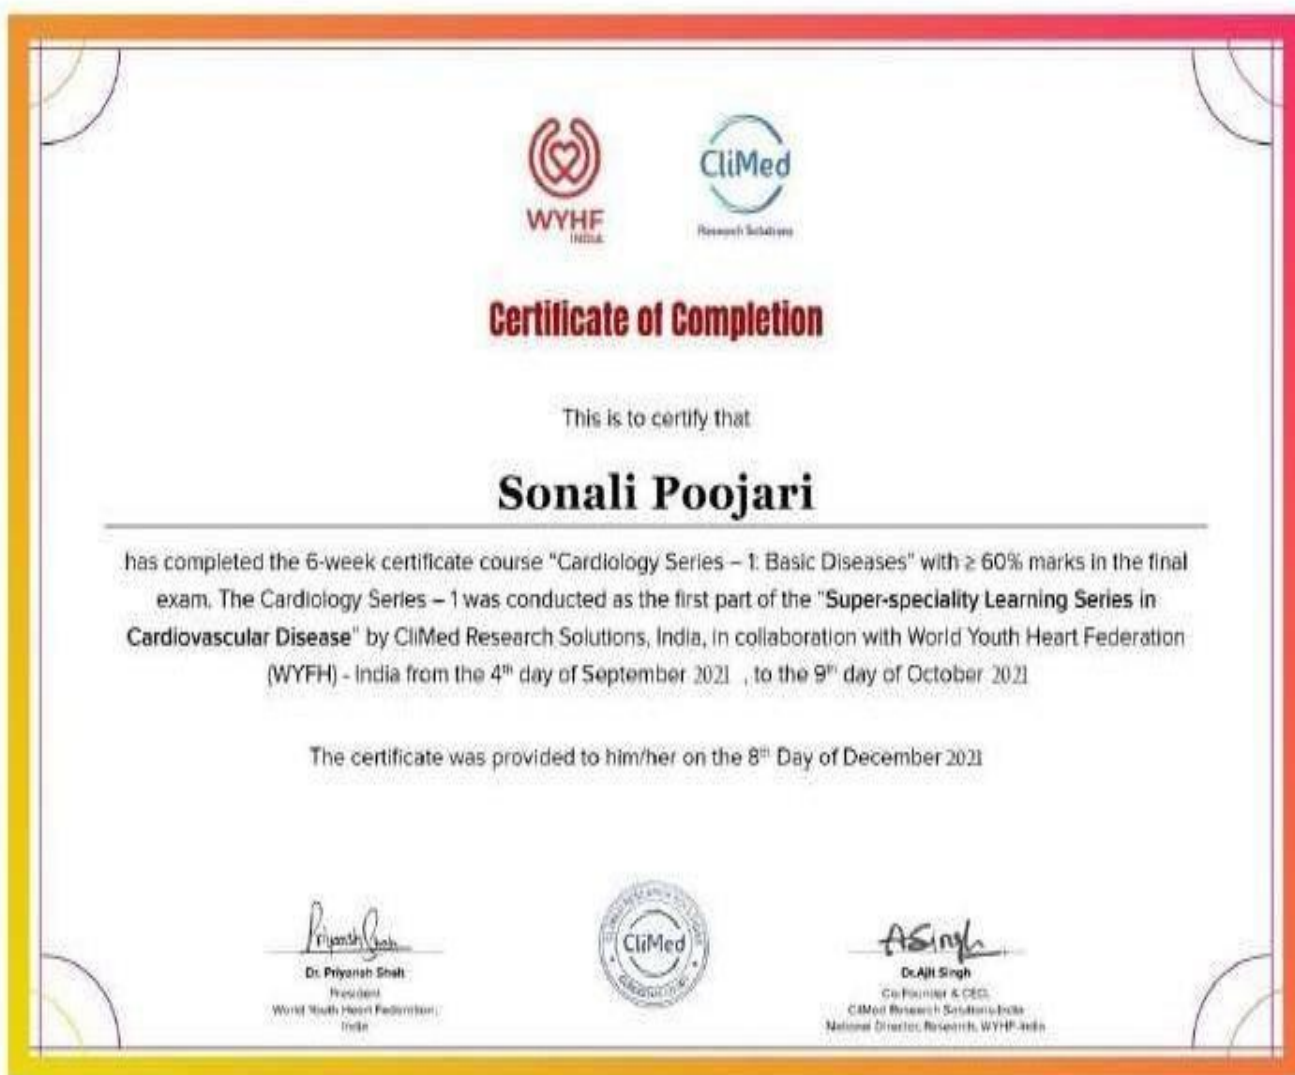 WYHF
INDIA
CliMed
Research Solutions
Certificate of Completion
This is to certify that
Sonali Poojari
has completed the 6-week certificate course "Cardiology Series – 1: Basic Diseases" with ≥ 60% marks in the final
exam. The Cardiology Series – 1 was conducted as the first part of the "Super-speciality Learning Series in
Cardiovascular Disease" by CliMed Research Solutions, India, in collaboration with World Youth Heart Federation
(WYFH) - India from the 4th day of September 2021 , to the 9th day of October 2021
The certificate was provided to him/her on the 8th Day of December 2021
Priyansh Shah
Dr. Priyansh Shah
President
World Youth Heart Federation,
India
CLIMED RESEARCH SOLUTIONS
CliMed
ASingh
Dr.Ajit Singh
Co-Founder & CEO,
CliMed Research Solutions-India
National Director, Research, WYHF-India